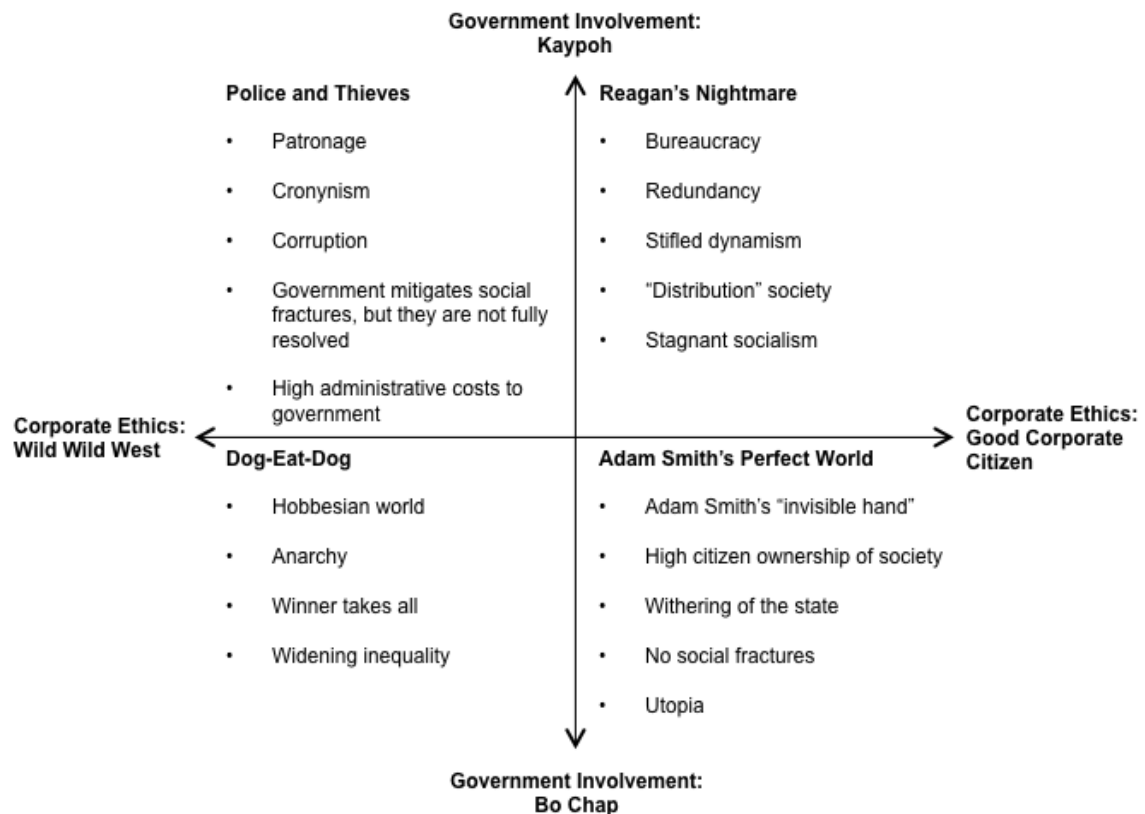 Government Involvement:
Kaypoh
Police and Thieves
• Patronage
• Cronynism
• Corruption
• Government mitigates social
fractures, but they are not fully
resolved
• High administrative costs to
government
Reagan’s Nightmare
• Bureaucracy
• Redundancy
• Stifled dynamism
• “Distribution” society
• Stagnant socialism
Corporate Ethics:
Wild Wild West
Corporate Ethics:
Good Corporate
Citizen
Dog-Eat-Dog
• Hobbesian world
• Anarchy
• Winner takes all
• Widening inequality
Adam Smith’s Perfect World
• Adam Smith’s “invisible hand”
• High citizen ownership of society
• Withering of the state
• No social fractures
• Utopia
Government Involvement:
Bo Chap